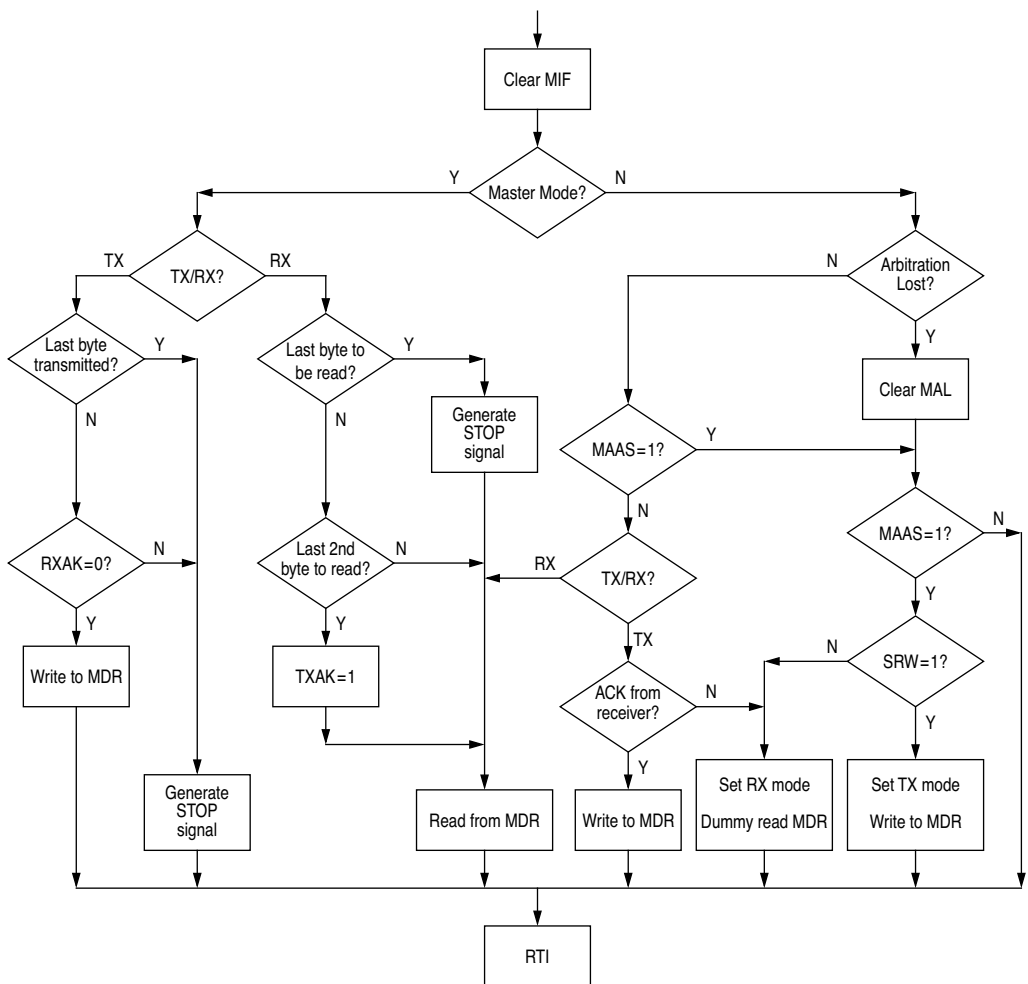 Clear MIF
Master Mode?
Y
N
TX/RX?
TX
RX
Arbitration
Lost?
N
Y
Last byte
transmitted?
Y
N
Last byte to
be read?
Y
N
Clear MAL
Generate
STOP
signal
MAAS=1?
Y
N
MAAS=1?
N
Y
RXAK=0?
N
Y
Last 2nd
byte to read?
N
Y
RX
TX/RX?
TX
SRW=1?
N
Y
Write to MDR
TXAK=1
ACK from
receiver?
N
Y
Generate
STOP
signal
Read from MDR
Write to MDR
Set RX mode
Dummy read MDR
Set TX mode
Write to MDR
RTI